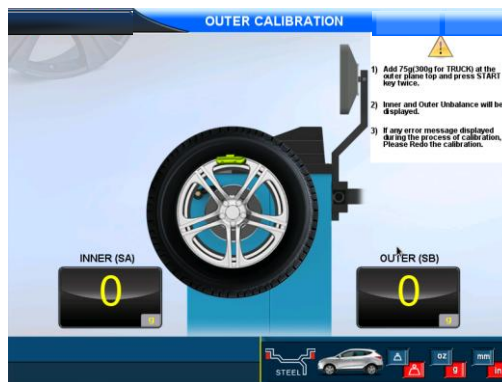 OUTER CALIBRATION
1) Add 75g(300g for TRUCK) at the
outer plane top and press START
key twice.
2) Inner and Outer Unbalance will be
displayed.
3) If any error message displayed
during the process of calibration,
Please Redo the calibration.
INNER (SA)
OUTER (SB)
0
0
g
g
STEEL
oz
mm
g
in